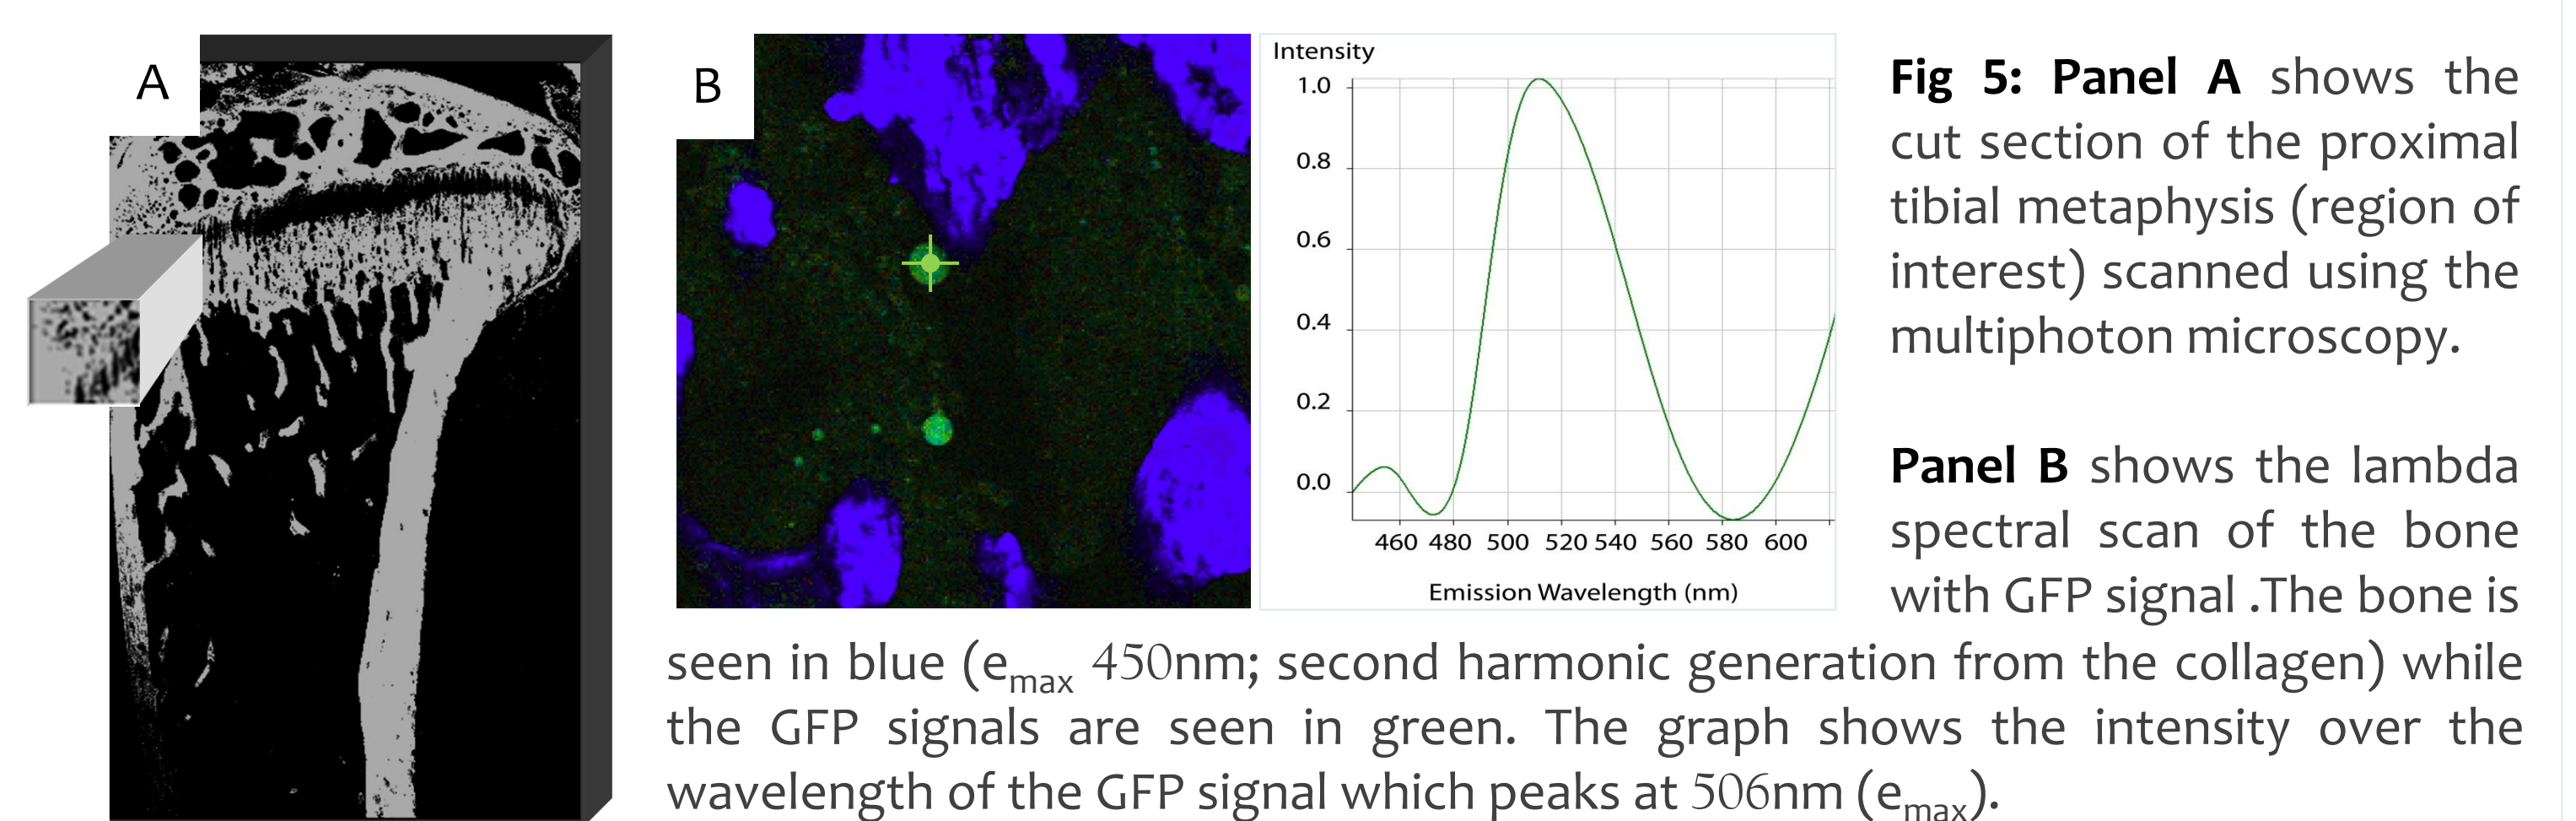 A
B
Intensity
1.0
0.8
0.6
0.4
0.2
0.0
460 480 500 520 540 560 580 600
Emission Wavelength (nm)
Fig 5: Panel A shows the
cut section of the proximal
tibial metaphysis (region of
interest) scanned using the
multiphoton microscopy.
Panel B shows the lambda
spectral scan of the bone
with GFP signal .The bone is
seen in blue (emax 450nm; second harmonic generation from the collagen) while
the GFP signals are seen in green. The graph shows the intensity over the
wavelength of the GFP signal which peaks at 506nm (emax).